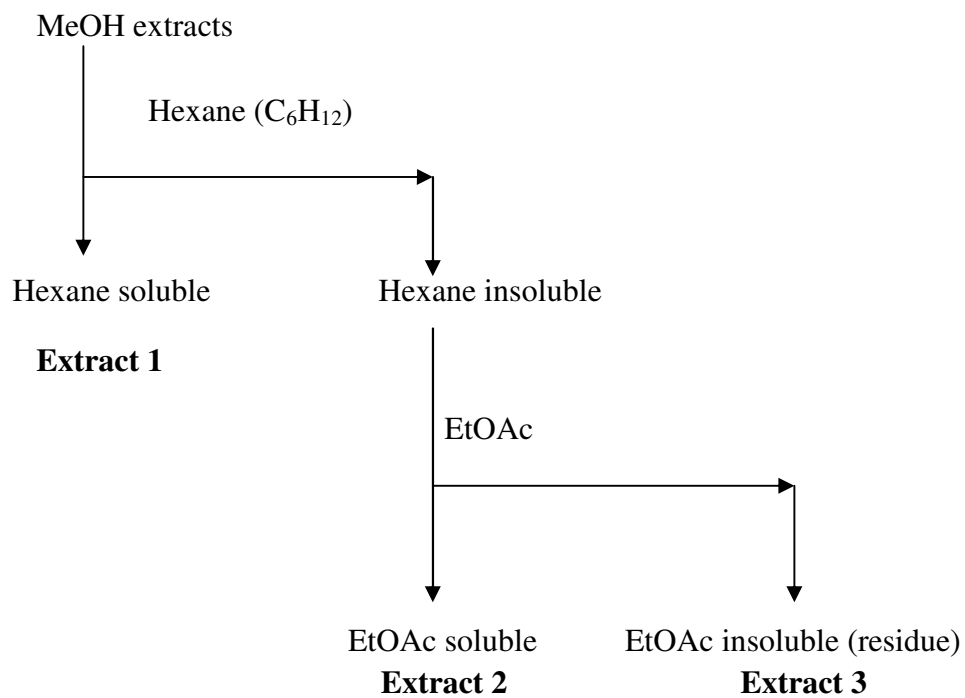 MeOH extracts
Hexane (C₆H₁₂)
Hexane soluble
Hexane insoluble
Extract 1
EtOAc
EtOAc soluble
EtOAc insoluble (residue)
Extract 2
Extract 3